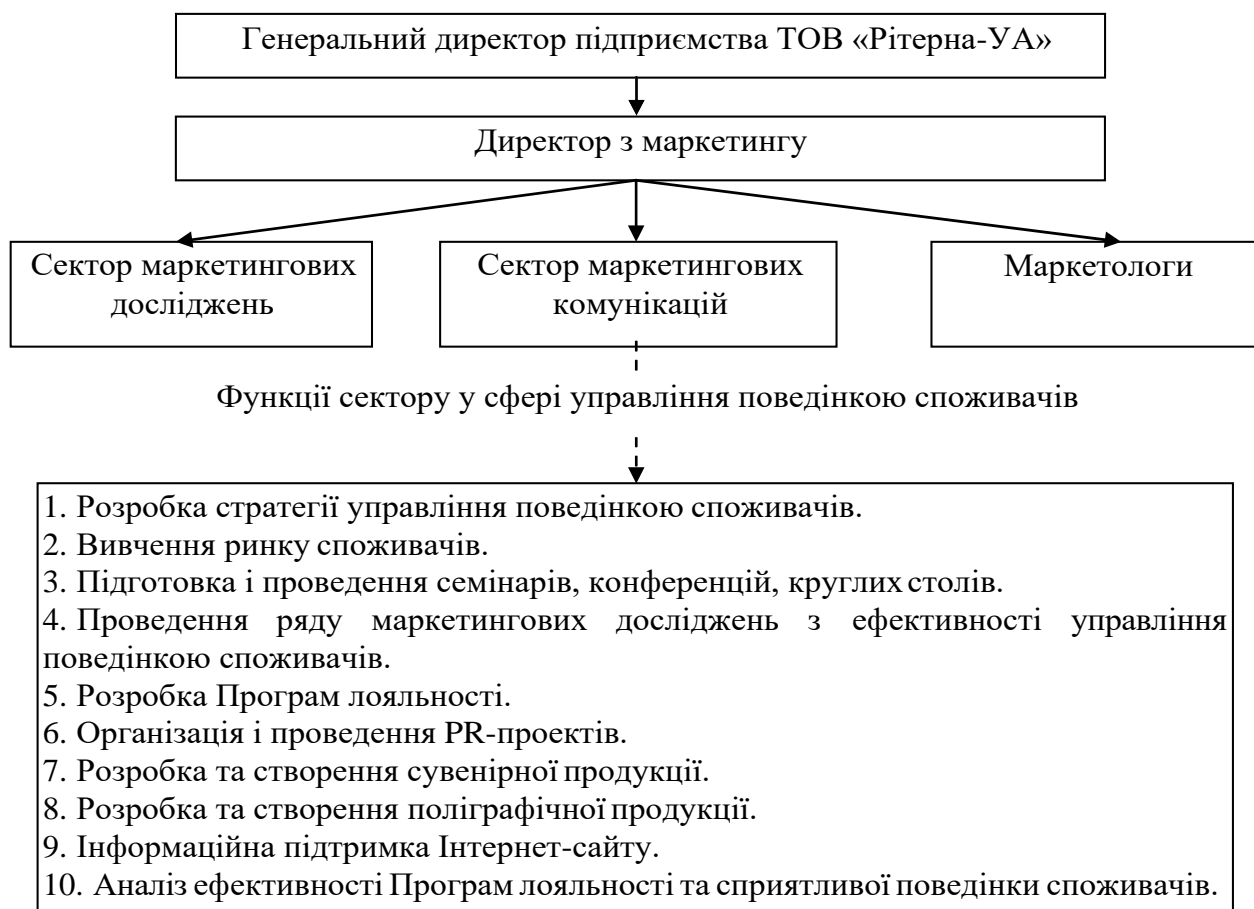 Генеральний директор підприємства ТОВ «Рітерна-УА»
Директор з маркетингу
Сектор маркетингових
досліджень
Сектор маркетингових
комунікацій
Маркетологи
Функції сектору у сфері управління поведінкою споживачів
1. Розробка стратегії управління поведінкою споживачів.
2. Вивчення ринку споживачів.
3. Підготовка і проведення семінарів, конференцій, круглих столів.
4. Проведення ряду маркетингових досліджень з ефективності управління
поведінкою споживачів.
5. Розробка Програм лояльності.
6. Організація і проведення PR-проектів.
7. Розробка та створення сувенірної продукції.
8. Розробка та створення поліграфічної продукції.
9. Інформаційна підтримка Інтернет-сайту.
10. Аналіз ефективності Програм лояльності та сприятливої поведінки споживачів.